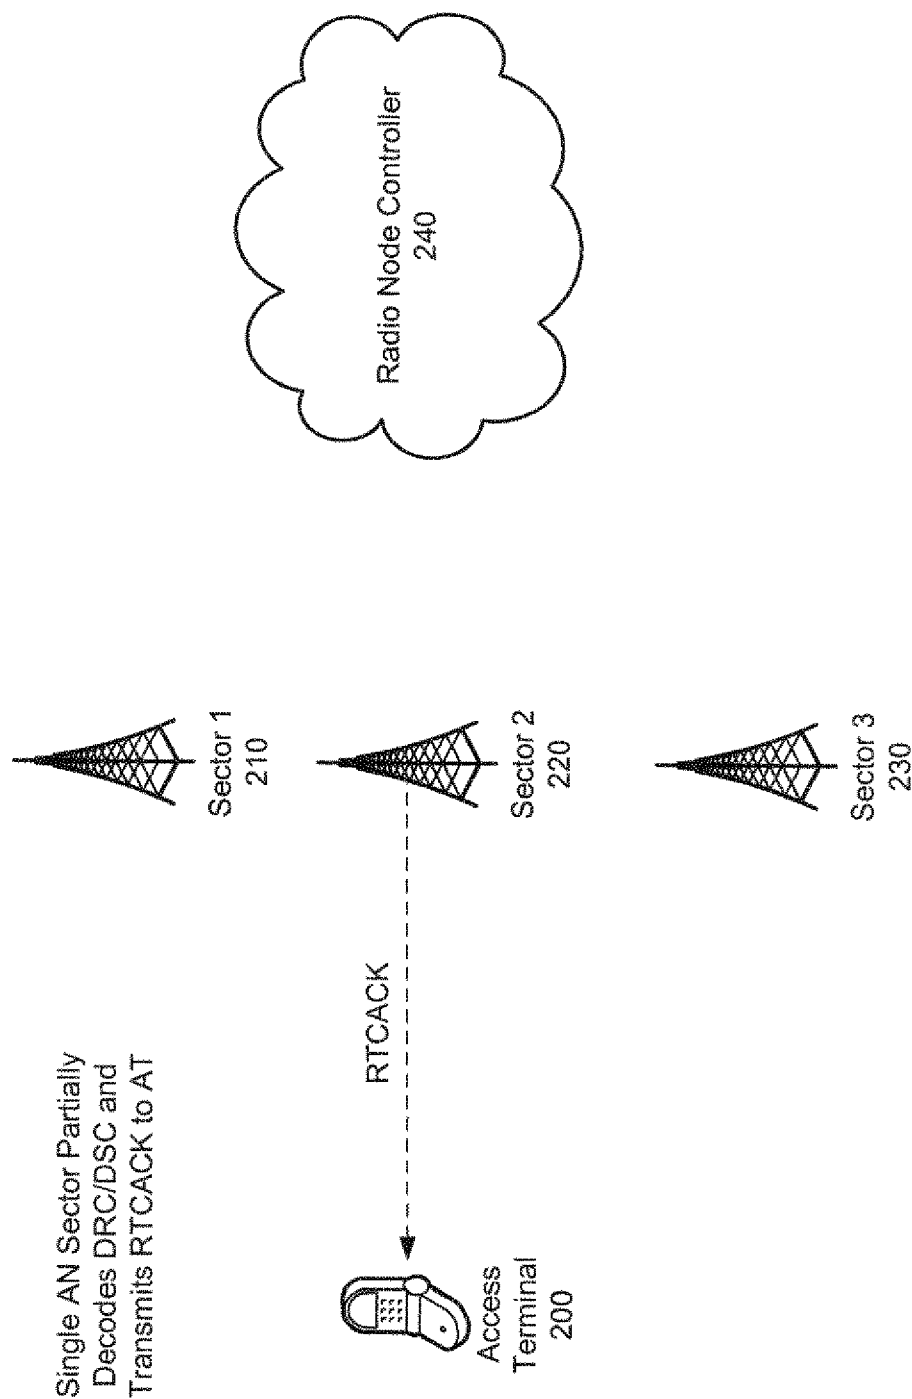 Single AN Sector Partially
Decodes DRC/DSC and
Transmits RTCACK to AT
Access
Terminal
200
RTCACK
Sector 1
210
Sector 2
220
Sector 3
230
Radio Node Controller
240